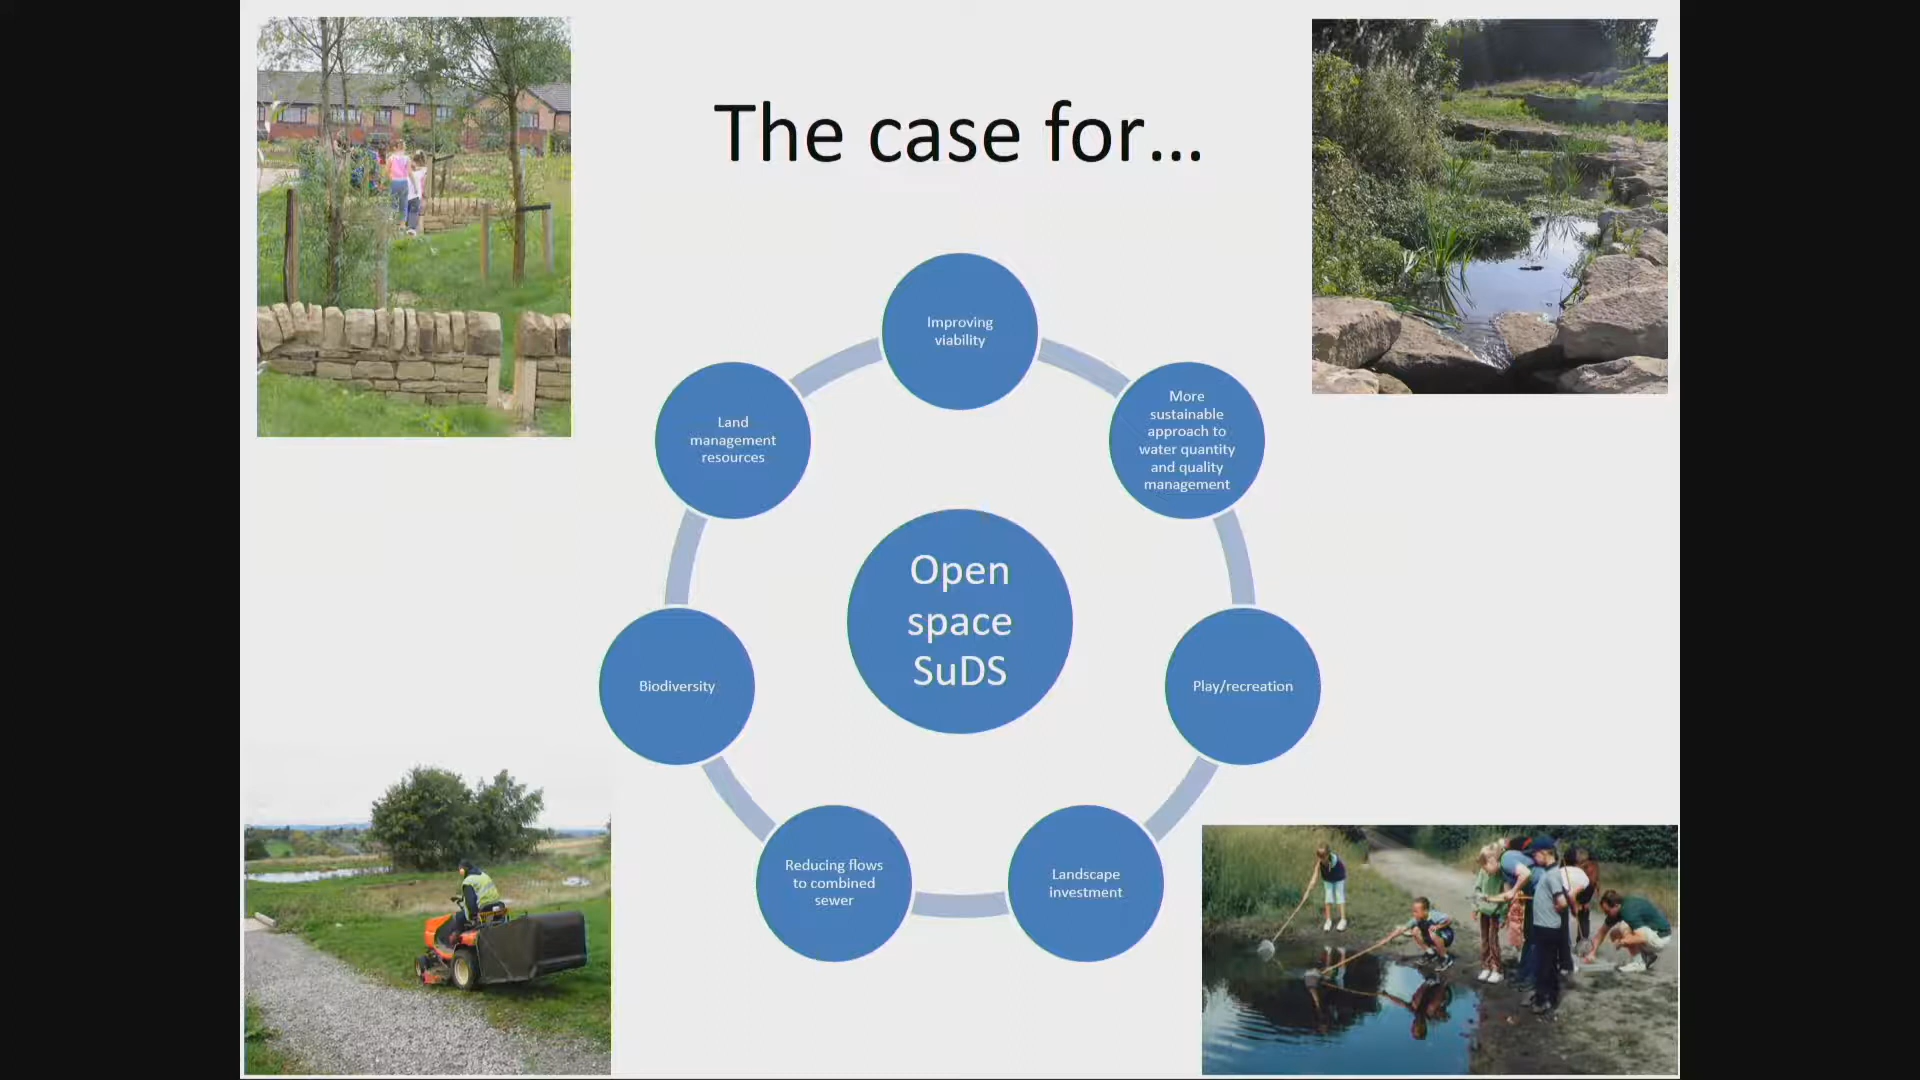 The case for...
Improving
viability
More
sustainable
approach to
water quantity
and quality
management
Play/recreation
Landscape
investment
Reducing flows
to combined
sewer
Biodiversity
Land
management
resources
Open
space
SuDS